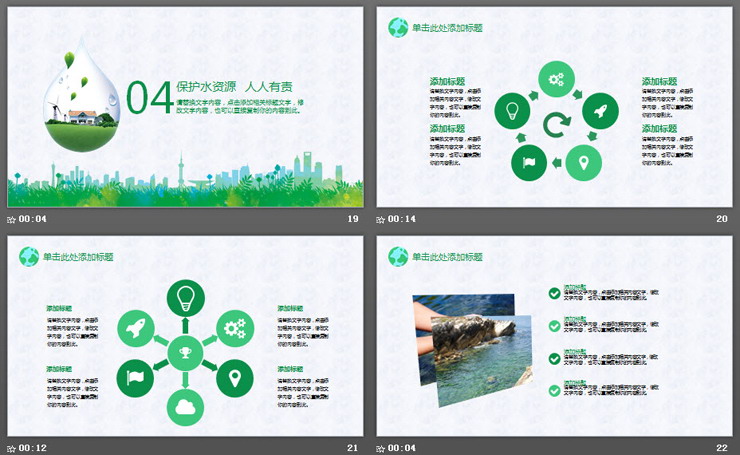 04
保护水资源 人人有责
请替换文字内容，点击添加相关标题文字，修
改文字内容，也可以直接复制你的内容到此。
00:04
19
单击此处添加标题
添加标题
请替换文字内容，点击添
加相关内容文字，修改文
字内容，也可以直接复制
你的内容到此。
添加标题
请替换文字内容，点击添
加相关内容文字，修改文
字内容，也可以直接复制
你的内容到此。
添加标题
请替换文字内容，点击添
加相关内容文字，修改文
字内容，也可以直接复制
你的内容到此。
添加标题
请替换文字内容，点击添
加相关内容文字，修改文
字内容，也可以直接复制
你的内容到此。
00:14
20
单击此处添加标题
添加标题
请替换文字内容，点击添
加相关内容文字，修改文
字内容，也可以直接复制
你的内容到此。
添加标题
请替换文字内容，点击添
加相关内容文字，修改文
字内容，也可以直接复制
你的内容到此。
添加标题
请替换文字内容，点击添
加相关内容文字，修改文
字内容，也可以直接复制
你的内容到此。
添加标题
请替换文字内容，点击添
加相关内容文字，修改文
字内容，也可以直接复制
你的内容到此。
00:12
21
单击此处添加标题
添加标题
请替换文字内容，点击添加相关内容文字，修改
文字内容，也可以直接复制你的内容到此。
添加标题
请替换文字内容，点击添加相关内容文字，修改
文字内容，也可以直接复制你的内容到此。
添加标题
请替换文字内容，点击添加相关内容文字，修改
文字内容，也可以直接复制你的内容到此。
添加标题
请替换文字内容，点击添加相关内容文字，修改
文字内容，也可以直接复制你的内容到此。
00:04
22